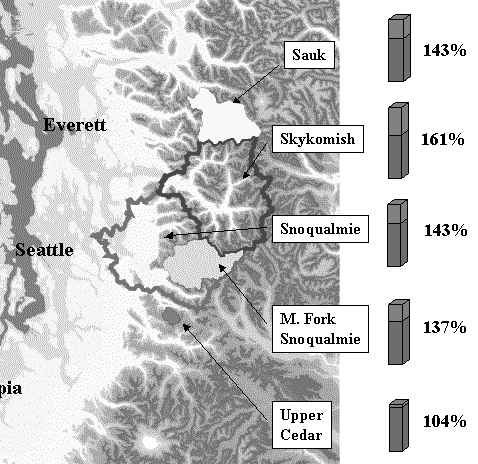 Sauk
143%
Everett
Skykomish
161%
Snoqualmie
143%
Seattle
M. Fork
Snoqualmie
137%
pia
Upper
Cedar
104%